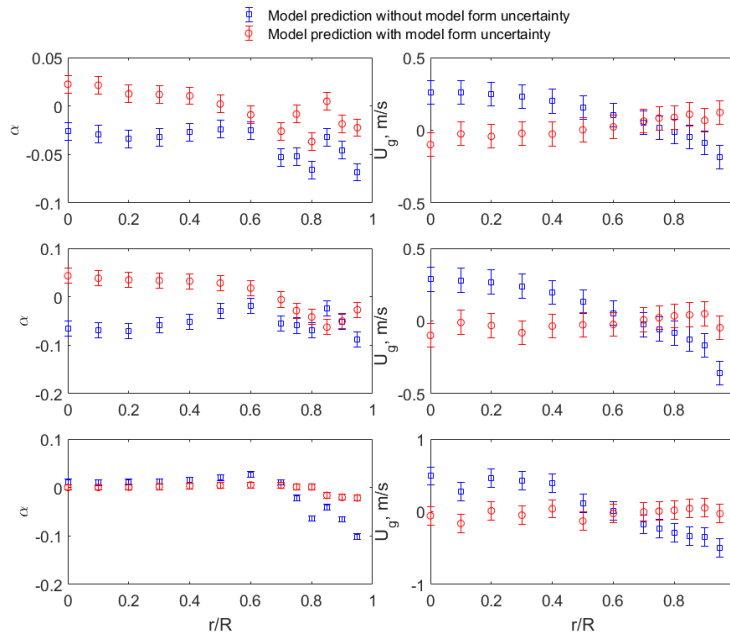 Model prediction without model form uncertainty
Model prediction with model form uncertainty
0.05
0
-0.05
-0.1
α
0 0.2 0.4 0.6 0.8 1
0.5
0
-0.5
U_g, m/s
0 0.2 0.4 0.6 0.8
0.1
0
-0.1
-0.2
α
0 0.2 0.4 0.6 0.8 1
0.5
0
-0.5
U_g, m/s
0 0.2 0.4 0.6 0.8
0.1
0
-0.1
-0.2
α
0 0.2 0.4 0.6 0.8 1
r/R
1
0
-1
U_g, m/s
0 0.2 0.4 0.6 0.8
r/R